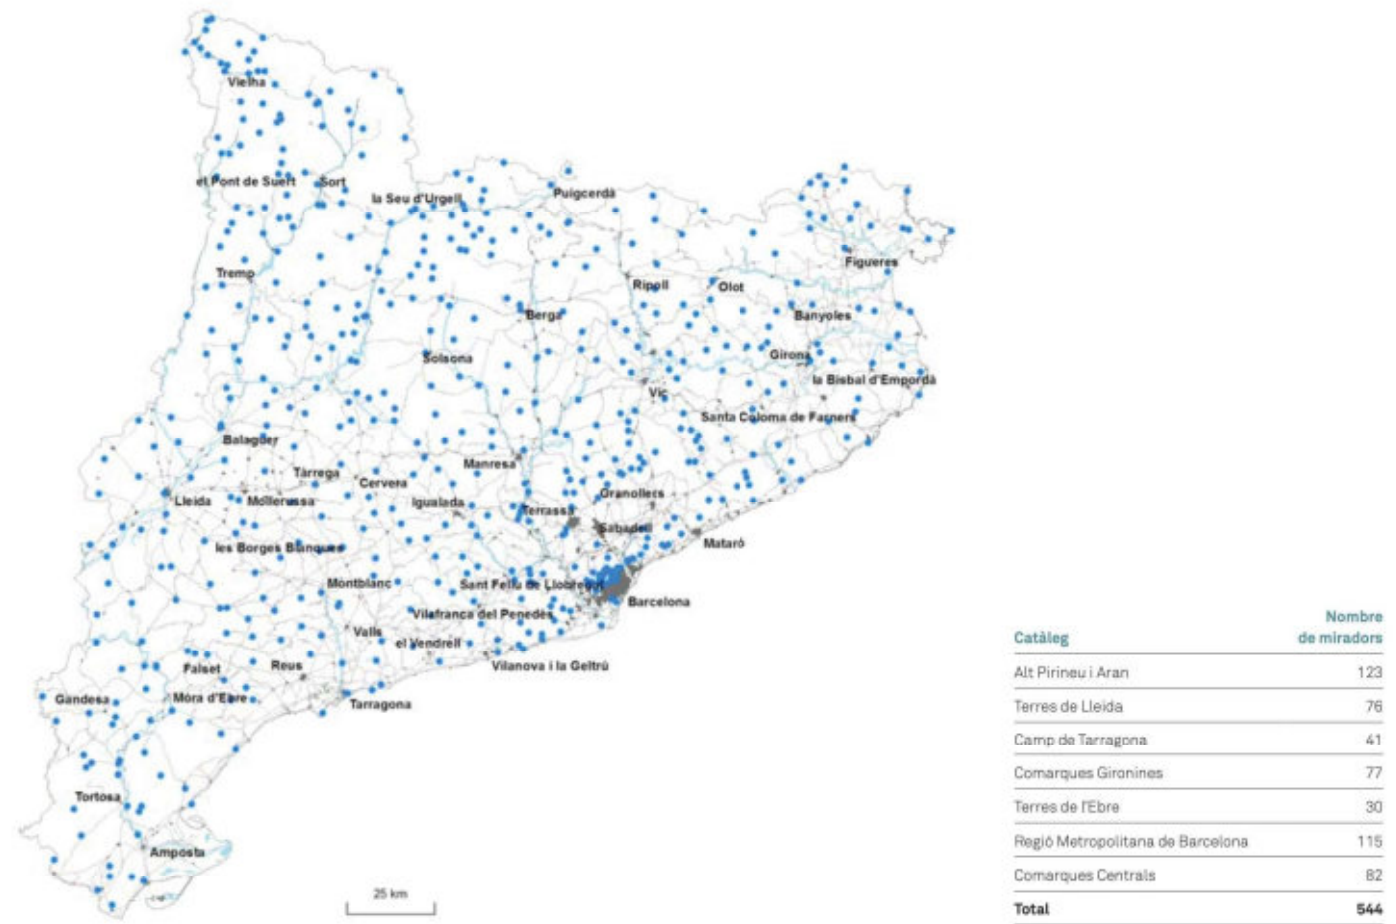 Vielha
el Pont de Suert
Sort
la Seu d'Urgell
Puigcerdà
Tremp
Figueres
Ripoll
Olot
Berga
Banyoles
Solsona
Girona
la Bisbal d'Empordà
Vic
Santa Coloma de Farners
Balaguer
Manresa
Tàrrega
Cervera
Lleida
Mollerussa
Igualada
Granollers
Terrassa
Sabadell
les Borges Blanques
Mataró
Montblanc
Sant Feliu de Llobregat
Barcelona
Vilafranca del Penedès
Valls
el Vendrell
Falset
Reus
Vilanova i la Geltrú
Gandesa
Móra d'Ebre
Tarragona
Tortosa
Amposta
25 km
Nombre
Catàleg de miradors
Alt Pirineu i Aran 123
Terres de Lleida 76
Camp de Tarragona 41
Comarques Gironines 77
Terres de l'Ebre 30
Regió Metropolitana de Barcelona 115
Comarques Centrals 82
Total 544